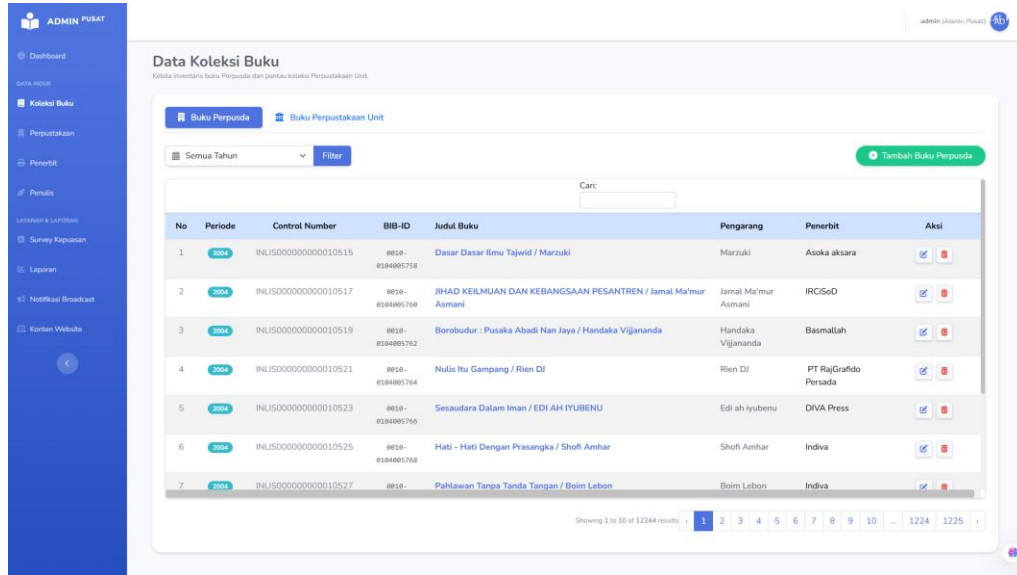 ADMIN PUSAT
admin (Admin Pusat)
Dashboard
DATA INDUK
Koleksi Buku
Perpustakaan
Penerbit
Penulis
LAYANAN & LAPORAN
Survey Kepuasan
Laporan
Notifikasi Broadcast
Konten Website
Data Koleksi Buku
Kelola inventaris buku Perpusda dan pantau koleksi Perpustakaan Unit.
Buku Perpusda Buku Perpustakaan Unit
Semua Tahun Filter Tambah Buku Perpusda
Cari:
No Periode Control Number BIB-ID Judul Buku Pengarang Penerbit Aksi
1 2004 INLIS000000000010515 0010-0104005758 Dasar Dasar Ilmu Tajwid / Marzuki Marzuki Asoka aksara
2 2004 INLIS000000000010517 0010-0104005760 JIHAD KEILMUAN DAN KEBANGSAAN PESANTREN / Jamal Ma'mur Asmani Jamal Ma'mur Asmani IRCiSoD
3 2004 INLIS000000000010519 0010-0104005762 Borobudur : Pusaka Abadi Nan Jaya / Handaka Vijjananda Handaka Vijjananda Basmallah
4 2004 INLIS000000000010521 0010-0104005764 Nulis Itu Gampang / Rien DJ Rien DJ PT RajGrafido Persada
5 2004 INLIS000000000010523 0010-0104005766 Sesaudara Dalam Iman / EDI AH IYUBENU Edi ah iyubenu DIVA Press
6 2004 INLIS000000000010525 0010-0104005768 Hati - Hati Dengan Prasangka / Shofi Amhar Shofi Amhar Indiva
7 2004 INLIS000000000010527 0010- Pahlawan Tanpa Tanda Tangan / Boim Lebon Boim Lebon Indiva
Showing 1 to 10 of 12244 results ‹ 1 2 3 4 5 6 7 8 9 10 ... 1224 1225 ›